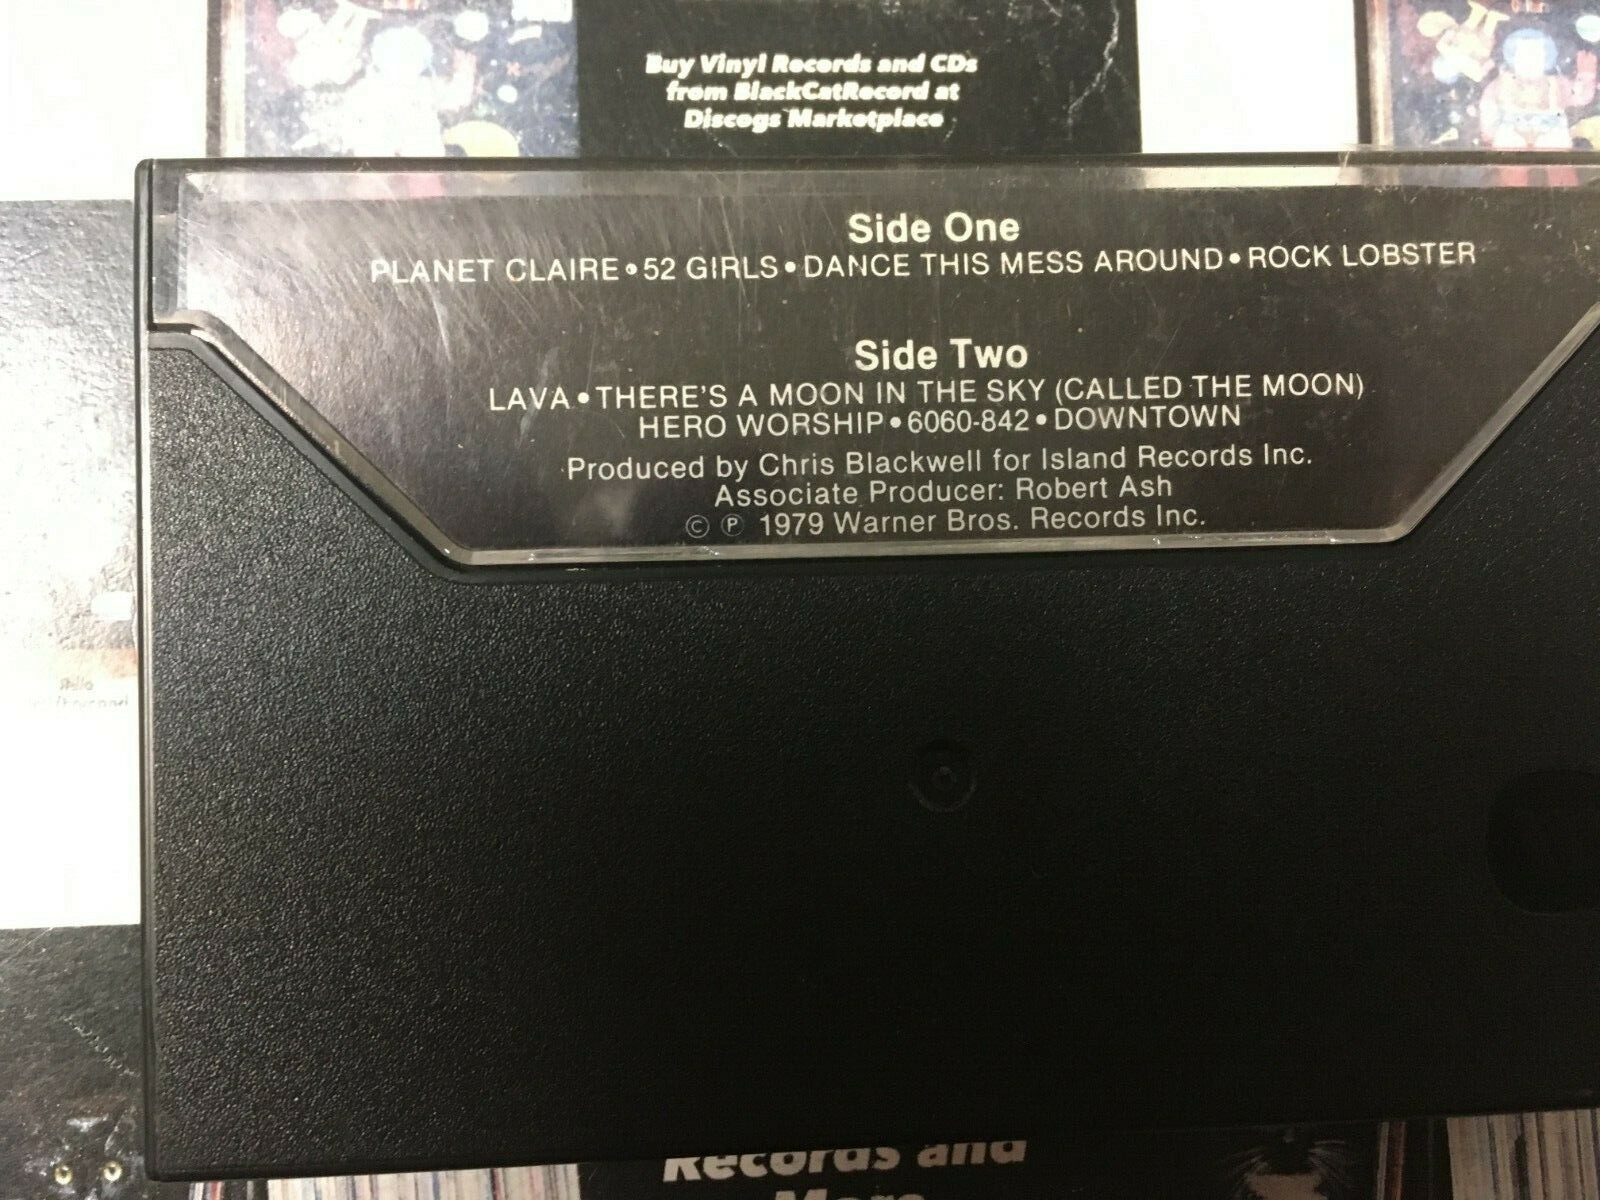 Buy Vinyl Records and CDs
from BlackCatRecord at
Discogs Marketplace
Side One
PLANET CLAIRE • 52 GIRLS • DANCE THIS MESS AROUND • ROCK LOBSTER
Side Two
LAVA • THERE'S A MOON IN THE SKY (CALLED THE MOON)
HERO WORSHIP • 6060-842 • DOWNTOWN
Produced by Chris Blackwell for Island Records Inc.
Associate Producer: Robert Ash
© ℗ 1979 Warner Bros. Records Inc.
Records and
More